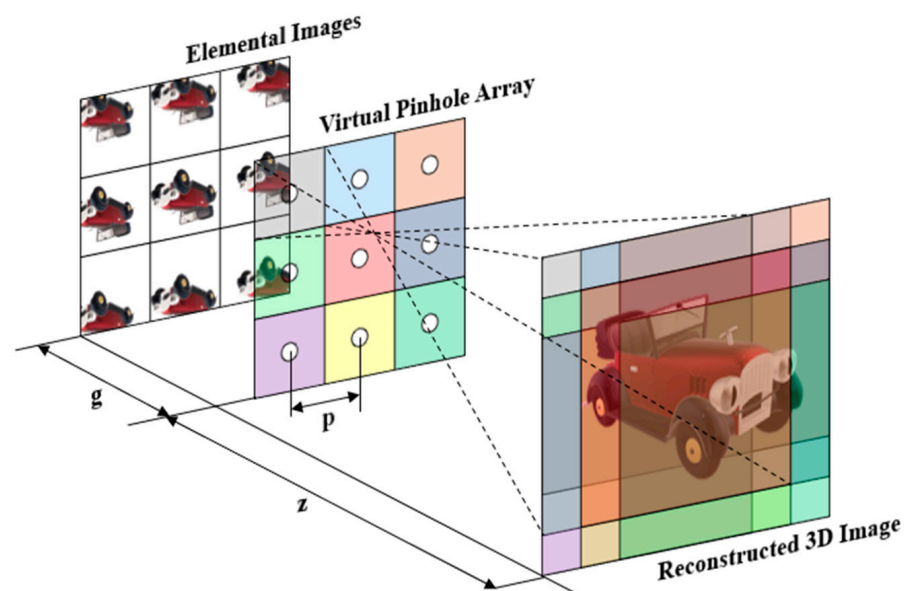 Elemental Images
Virtual Pinhole Array
g
p
z
Reconstructed 3D Image